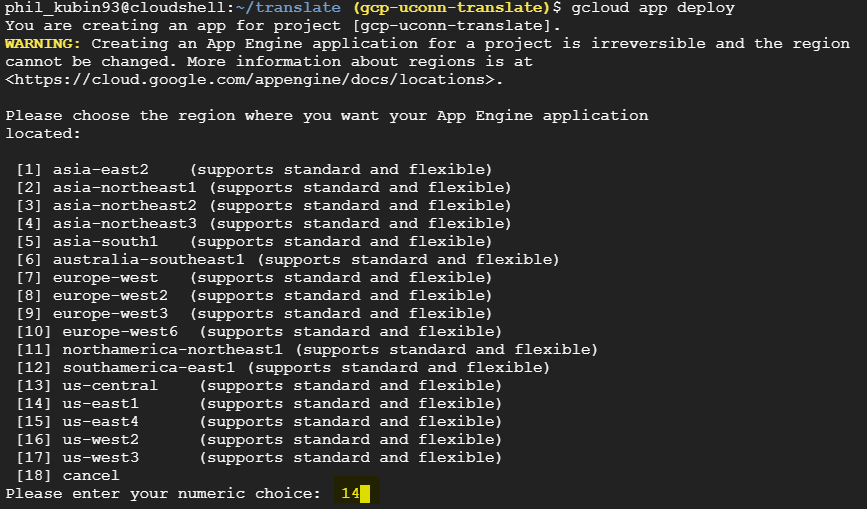 phil_kubin93@cloudshell:~/translate (gcp-uconn-translate)$ gcloud app deploy
You are creating an app for project [gcp-uconn-translate].
WARNING: Creating an App Engine application for a project is irreversible and the region
cannot be changed. More information about regions is at
<https://cloud.google.com/appengine/docs/locations>.

Please choose the region where you want your App Engine application
located:

 [1] asia-east2    (supports standard and flexible)
 [2] asia-northeast1 (supports standard and flexible)
 [3] asia-northeast2 (supports standard and flexible)
 [4] asia-northeast3 (supports standard and flexible)
 [5] asia-south1   (supports standard and flexible)
 [6] australia-southeast1 (supports standard and flexible)
 [7] europe-west   (supports standard and flexible)
 [8] europe-west2  (supports standard and flexible)
 [9] europe-west3  (supports standard and flexible)
 [10] europe-west6  (supports standard and flexible)
 [11] northamerica-northeast1 (supports standard and flexible)
 [12] southamerica-east1 (supports standard and flexible)
 [13] us-central    (supports standard and flexible)
 [14] us-east1      (supports standard and flexible)
 [15] us-east4      (supports standard and flexible)
 [16] us-west2      (supports standard and flexible)
 [17] us-west3      (supports standard and flexible)
 [18] cancel
Please enter your numeric choice:  14